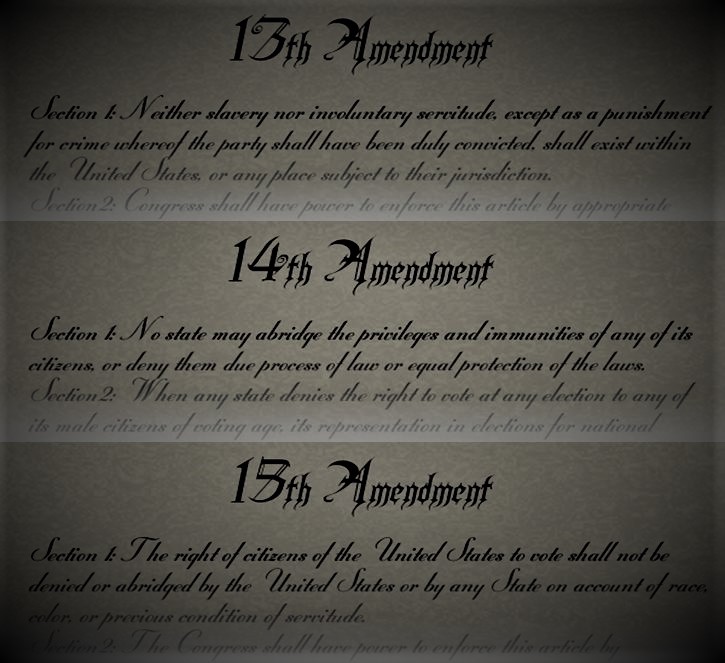 13th Amendment
Section 1: Neither slavery nor involuntary servitude, except as a punishment
for crime whereof the party shall have been duly convicted, shall exist within
the United States, or any place subject to their jurisdiction.
Section 2: Congress shall have power to enforce this article by appropriate
14th Amendment
Section 1: No state may abridge the privileges and immunities of any of its
citizens, or deny them due process of law or equal protection of the laws.
Section 2: When any state denies the right to vote at any election to any of
its male citizens of voting age, its representation in elections for national
15th Amendment
Section 1: The right of citizens of the United States to vote shall not be
denied or abridged by the United States or by any State on account of race,
color, or previous condition of servitude.
Section 2: The Congress shall have power to enforce this article by